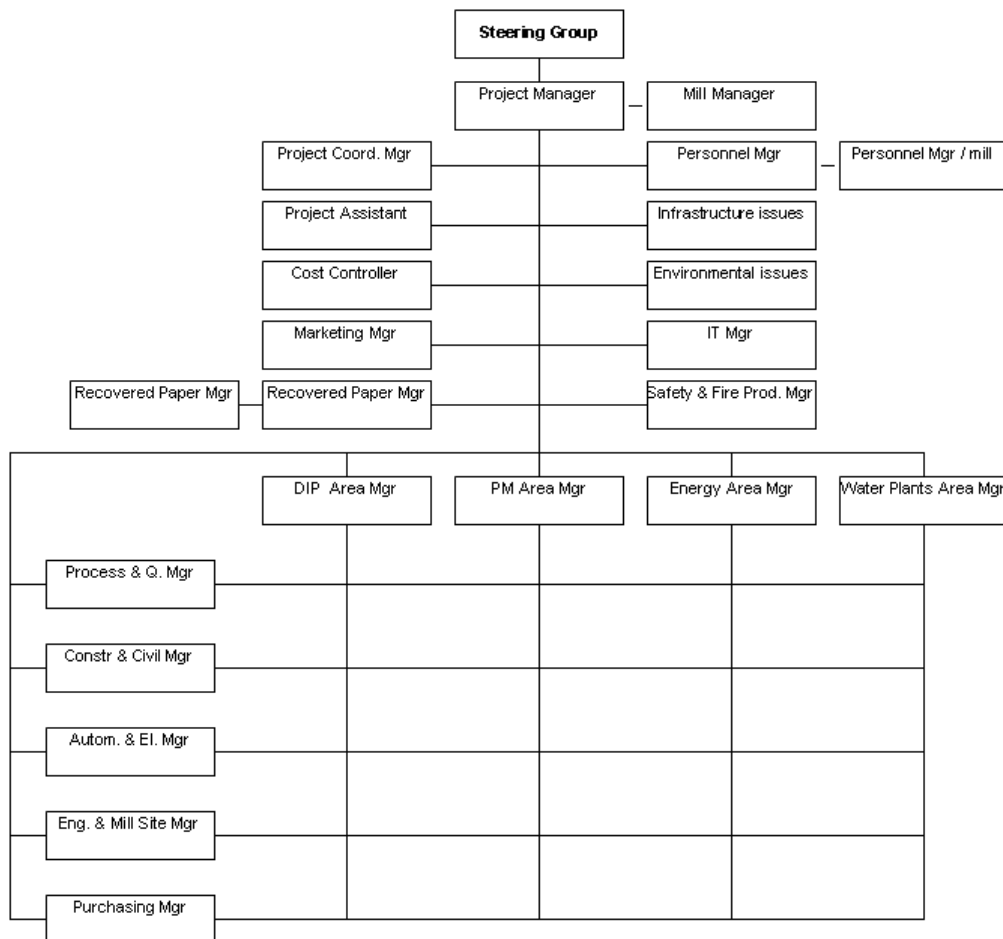 Steering Group
Project Manager
Mill Manager
Project Coord. Mgr
Personnel Mgr
Personnel Mgr / mill
Project Assistant
Infrastructure issues
Cost Controller
Environmental issues
Marketing Mgr
IT Mgr
Recovered Paper Mgr
Recovered Paper Mgr
Safety & Fire Prod. Mgr
DIP Area Mgr
PM Area Mgr
Energy Area Mgr
Water Plants Area Mgr
Process & Q. Mgr
Constr & Civil Mgr
Autom. & El. Mgr
Eng. & Mill Site Mgr
Purchasing Mgr